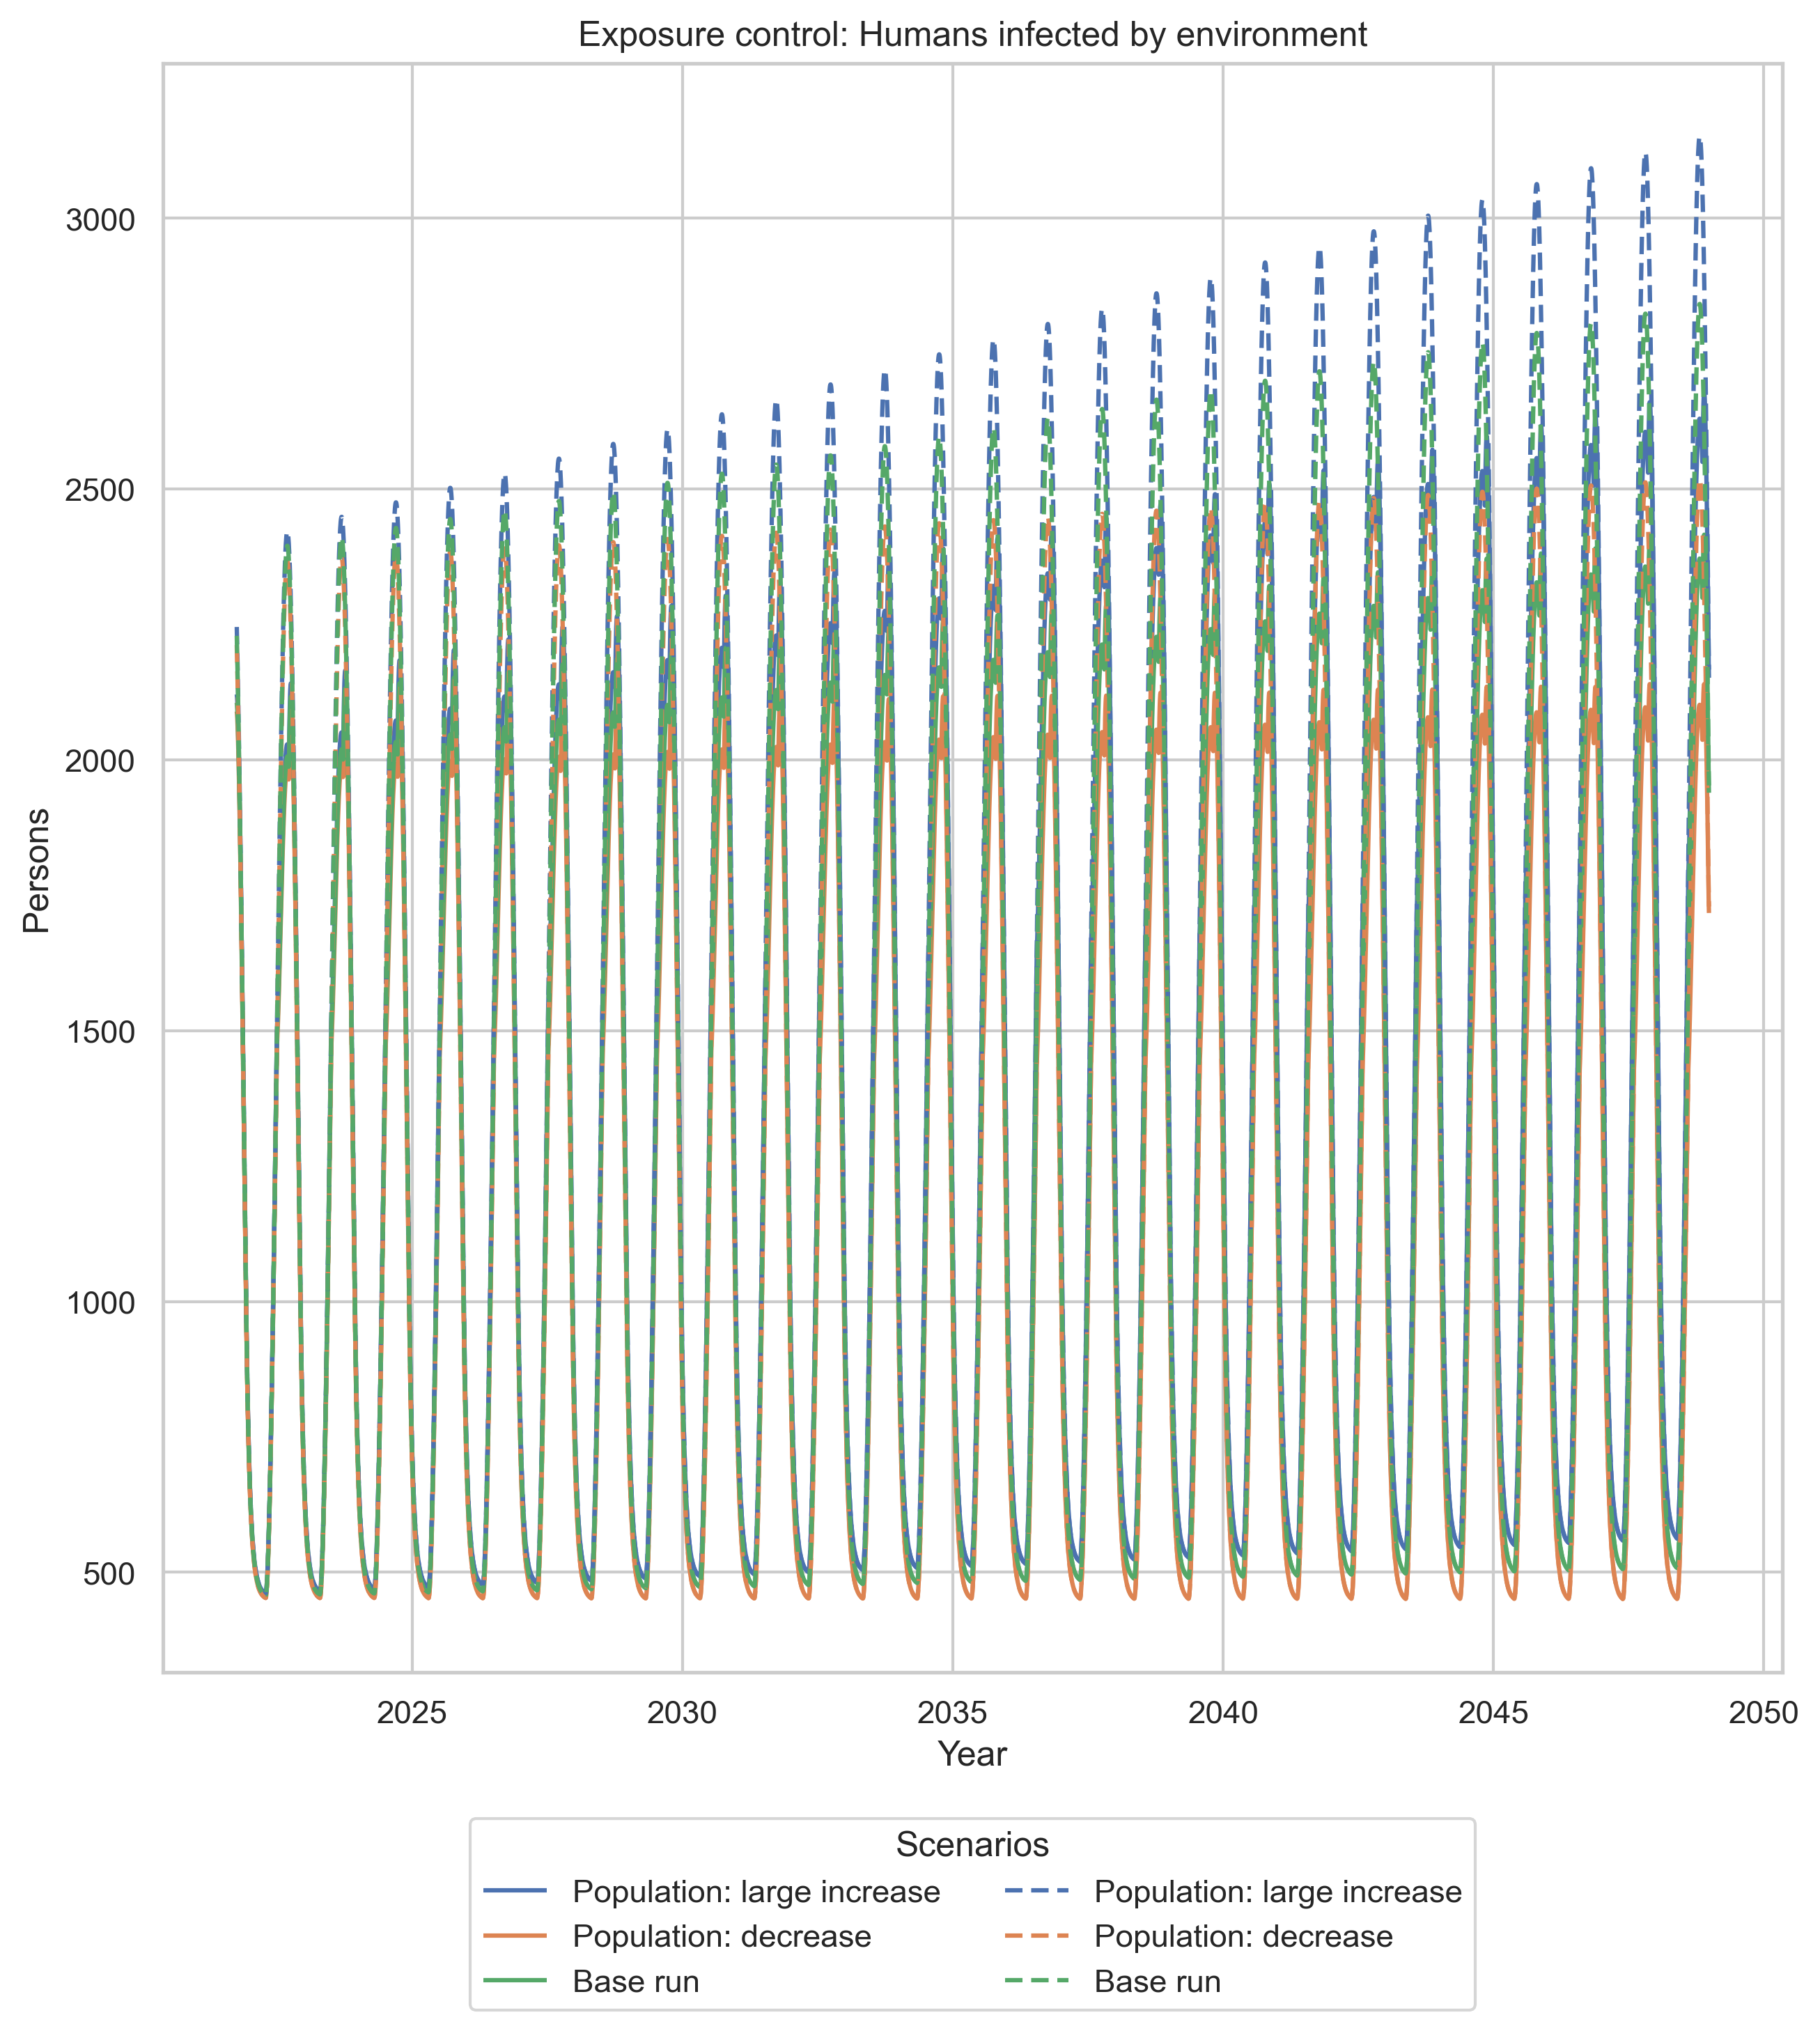 Exposure control: Humans infected by environment
Persons
3000
2500
2000
1500
1000
500
2025 2030 2035 2040 2045 2050
Year
Scenarios
Population: large increase Population: large increase
Population: decrease Population: decrease
Base run Base run